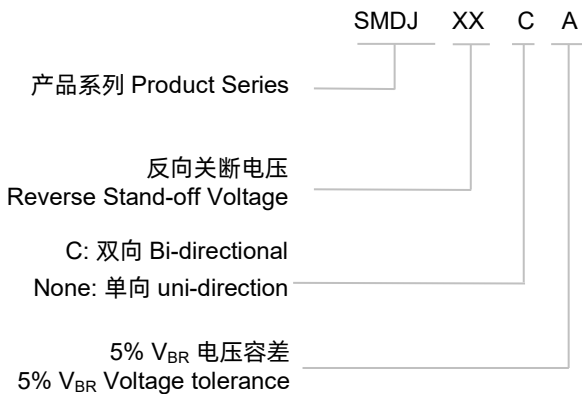 SMDJ XX C A
产品系列 Product Series
反向关断电压
Reverse Stand-off Voltage
C: 双向 Bi-directional
None: 单向 uni-direction
5% VBR 电压容差
5% VBR Voltage tolerance